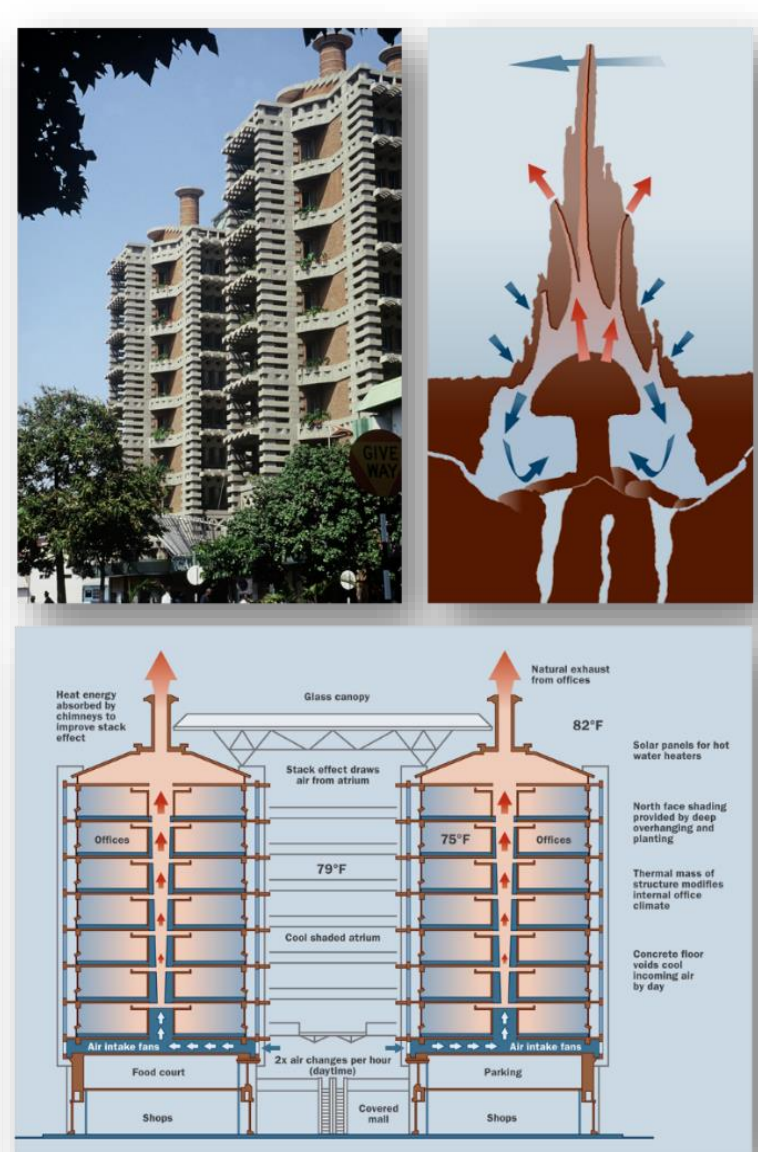 GIVE
WAY
Heat energy
absorbed by
chimneys to
improve stack
effect
Glass canopy
Natural exhaust
from offices
82°F
Solar panels for hot
water heaters
Stack effect draws
air from atrium
North face shading
provided by deep
overhanging and
planting
Offices
79°F
75°F
Offices
Thermal mass of
structure modifies
internal office
climate
Cool shaded atrium
Concrete floor
voids cool
incoming air
by day
Air intake fans
2x air changes per hour
(daytime)
Air intake fans
Food court
Parking
Shops
Covered
mall
Shops